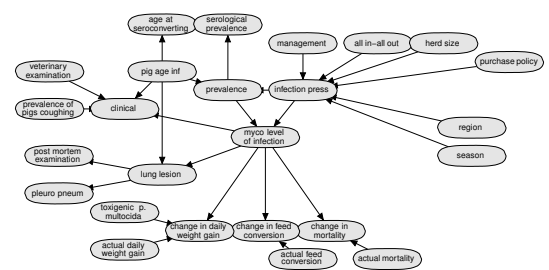 age at
seroconverting
serological
prevalence
management
all in−all out
herd size
purchase policy
veterinary
examination
pig age inf
prevalence
infection press
prevalence of
pigs coughing
clinical
region
myco level
of infection
season
post mortem
examination
lung lesion
pleuro pneum
toxigenic p.
multocida
change in daily
weight gain
change in feed
conversion
change in
mortality
actual daily
weight gain
actual feed
conversion
actual mortality